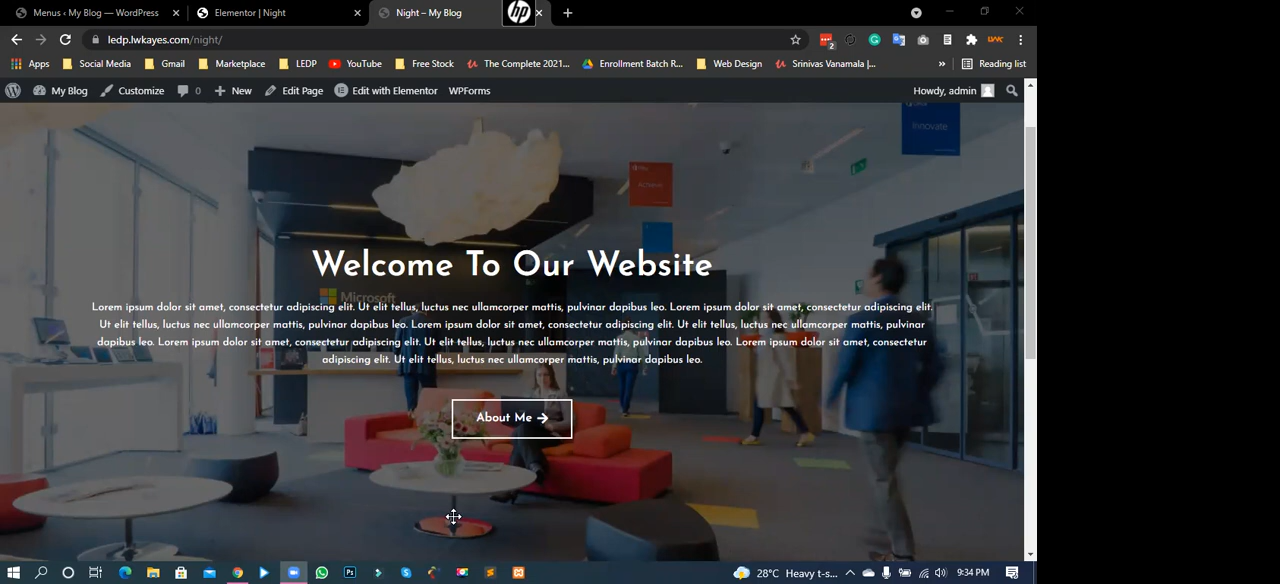 Menus ‹ My Blog — WordPress
Elementor | Night
Night – My Blog
hp
ledp.lwkayes.com/night/
2
Apps
Social Media
Gmail
Marketplace
LEDP
YouTube
Free Stock
The Complete 2021...
Enrollment Batch R...
Web Design
Srinivas Vanamala |...
»
Reading list
My Blog
Customize
0
New
Edit Page
Edit with Elementor
WPForms
Howdy, admin
Innovate
Achieve
Welcome To Our Website
Microsoft
Lorem ipsum dolor sit amet, consectetur adipiscing elit. Ut elit tellus, luctus nec ullamcorper mattis, pulvinar dapibus leo. Lorem ipsum dolor sit amet, consectetur adipiscing elit.
Ut elit tellus, luctus nec ullamcorper mattis, pulvinar dapibus leo. Lorem ipsum dolor sit amet, consectetur adipiscing elit. Ut elit tellus, luctus nec ullamcorper mattis, pulvinar
dapibus leo. Lorem ipsum dolor sit amet, consectetur adipiscing elit. Ut elit tellus, luctus nec ullamcorper mattis, pulvinar dapibus leo. Lorem ipsum dolor sit amet, consectetur
adipiscing elit. Ut elit tellus, luctus nec ullamcorper mattis, pulvinar dapibus leo.
About Me →
Ps
28°C Heavy t-s...
9:34 PM